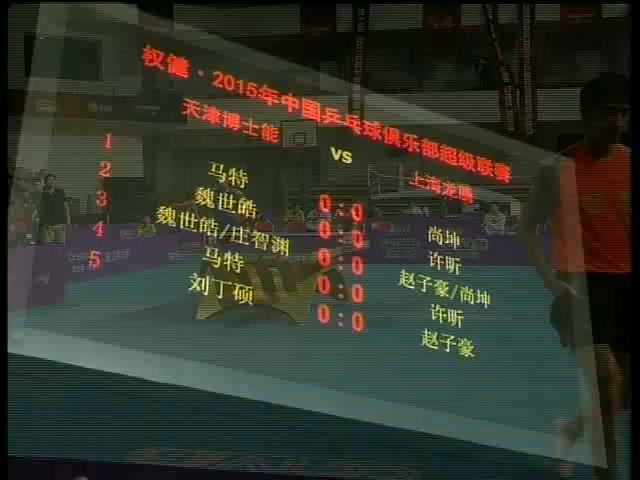 权健·2015年中国乒乓球俱乐部超级联赛
天津博士能 VS 上海龙腾
1 马特 0:0 尚坤
2 魏世皓 0:0 许昕
3 魏世皓/庄智渊 0:0 赵子豪/尚坤
4 马特 0:0 许昕
5 刘丁硕 0:0 赵子豪